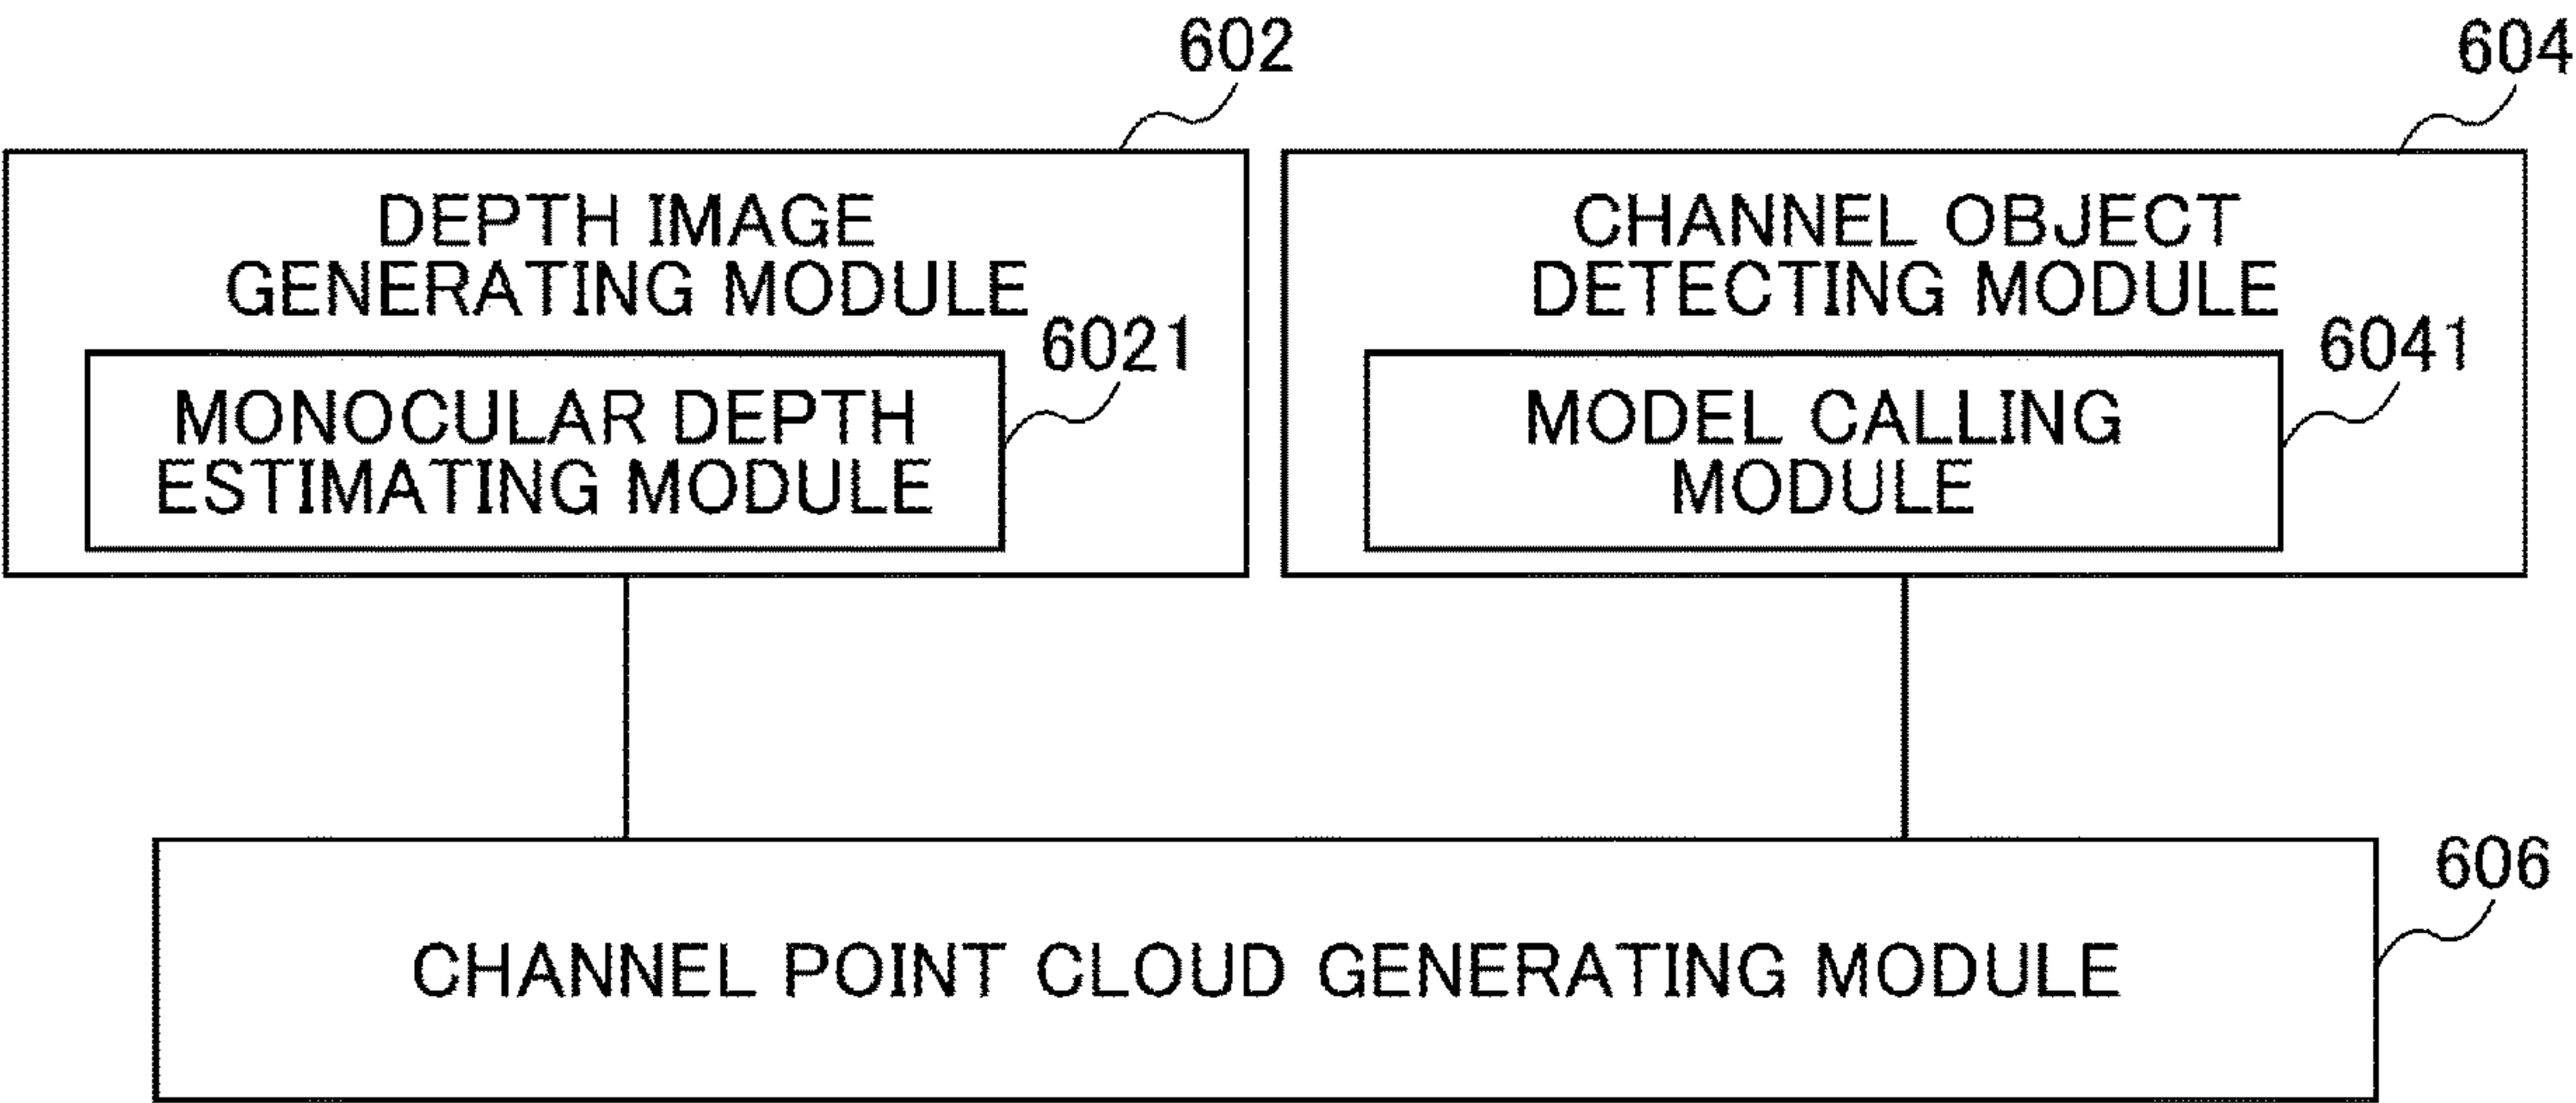 602
604
DEPTH IMAGE
GENERATING MODULE
6021
MONOCULAR DEPTH
ESTIMATING MODULE
CHANNEL OBJECT
DETECTING MODULE
6041
MODEL CALLING
MODULE
606
CHANNEL POINT CLOUD GENERATING MODULE